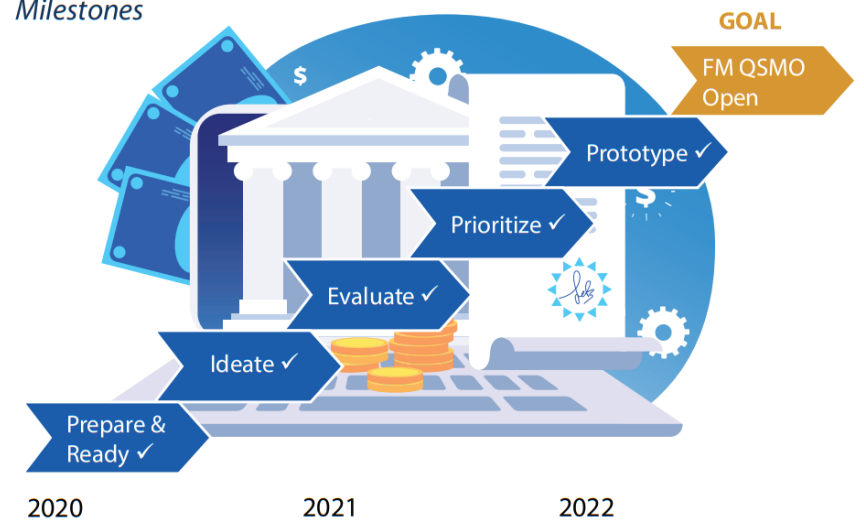 Milestones
GOAL
FM QSMO
Open
Prototype ✓
Prioritize ✓
Evaluate ✓
Ideate ✓
Prepare &
Ready ✓
$
$
2020
2021
2022